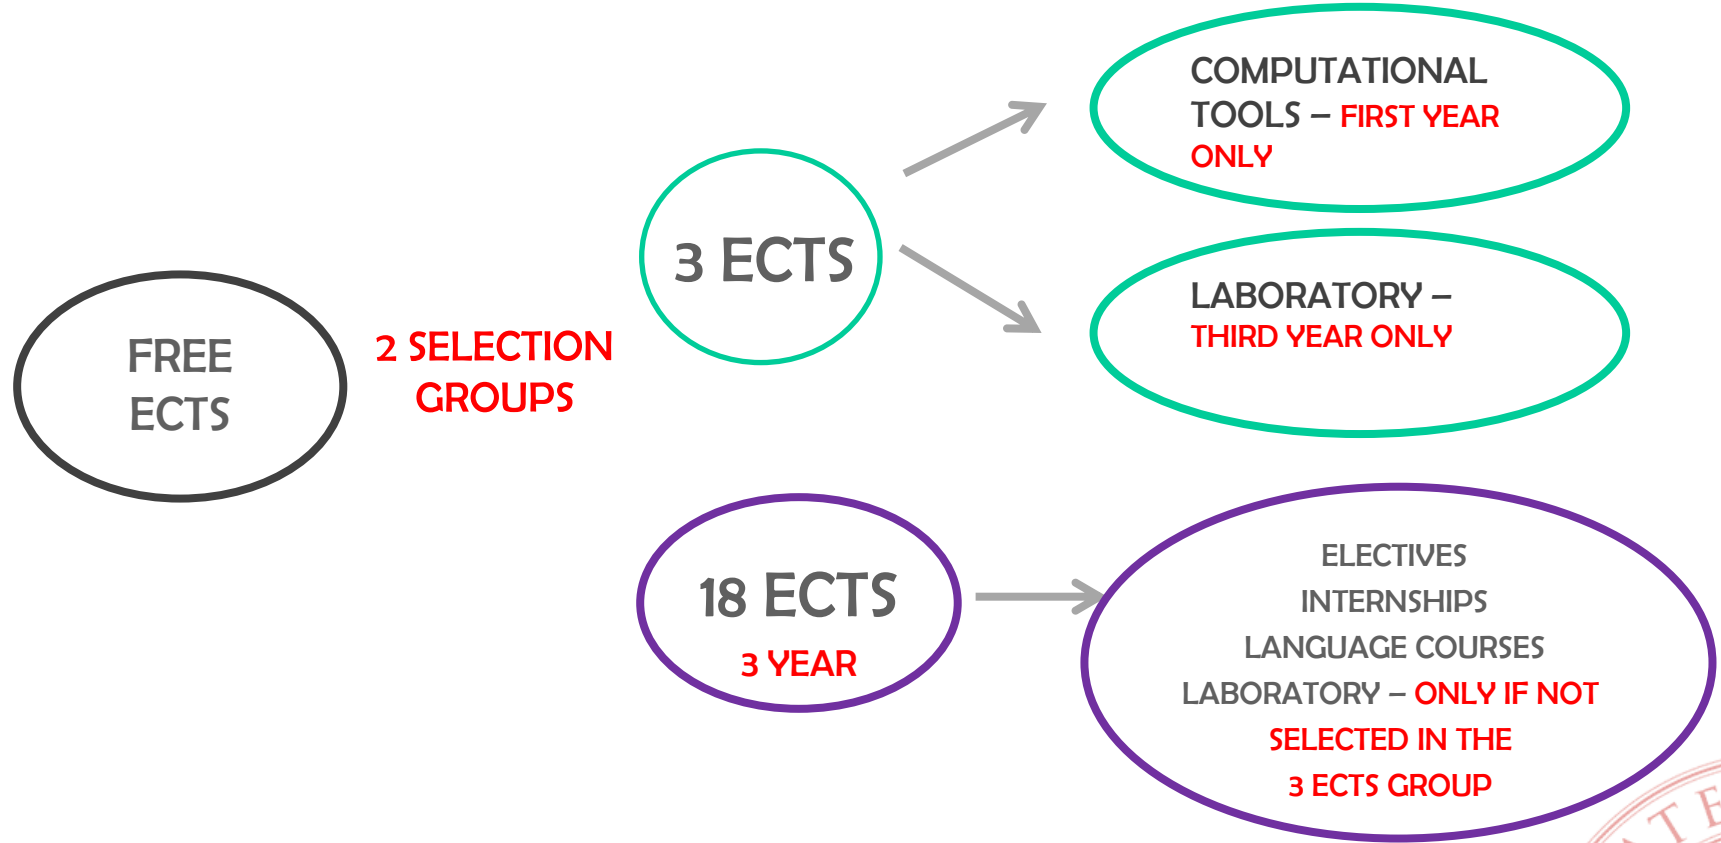 FREE
ECTS
2 SELECTION
GROUPS
3 ECTS
COMPUTATIONAL
TOOLS – FIRST YEAR
ONLY
LABORATORY –
THIRD YEAR ONLY
18 ECTS
3 YEAR
ELECTIVES
INTERNSHIPS
LANGUAGE COURSES
LABORATORY – ONLY IF NOT
SELECTED IN THE
3 ECTS GROUP